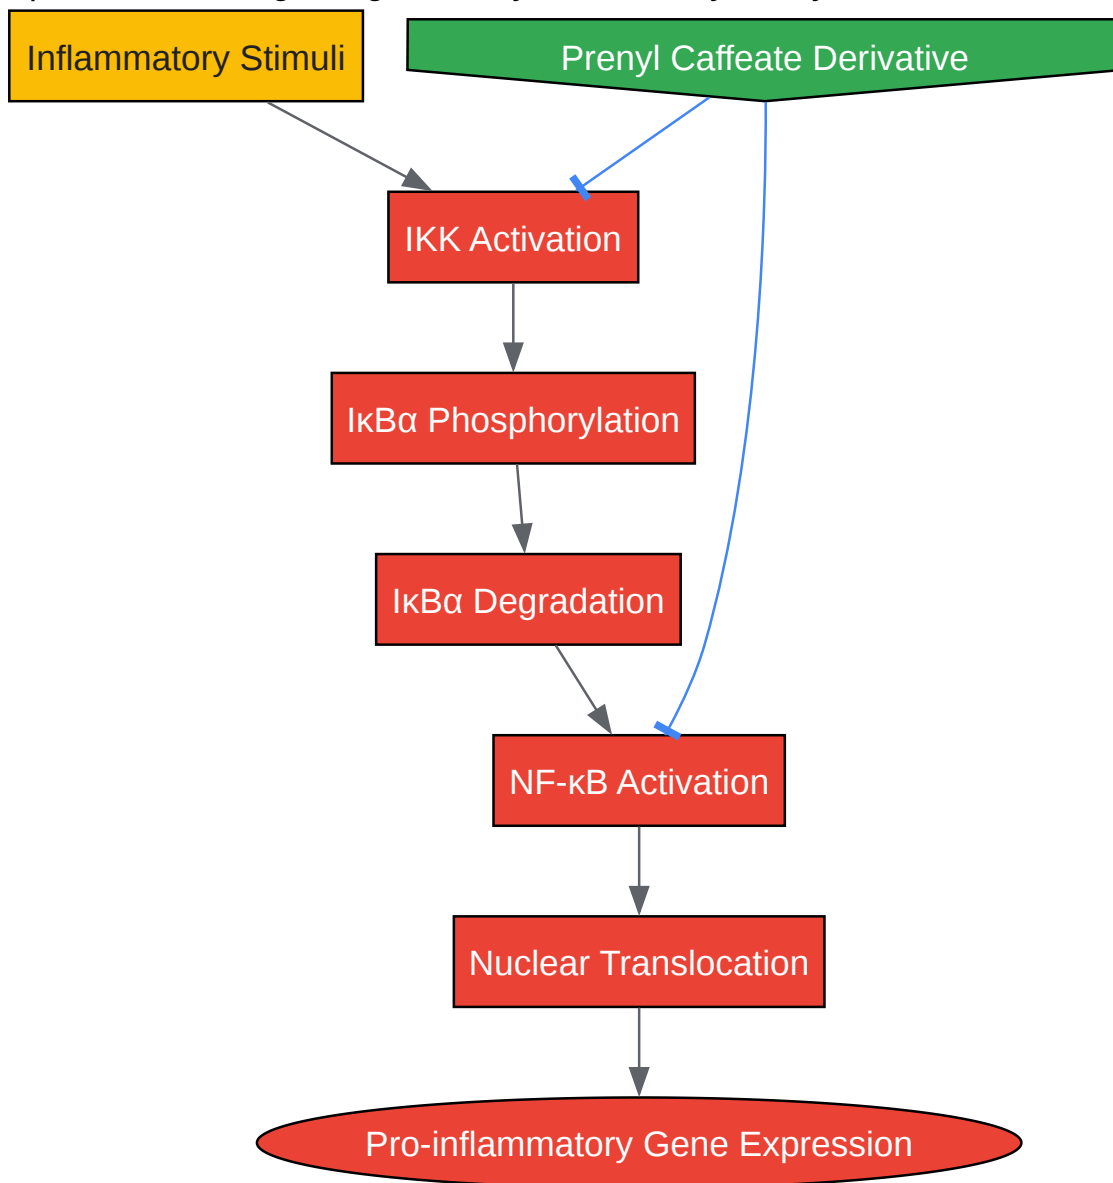 Inflammatory Stimuli
Prenyl Caffeate Derivative
IKK Activation
IκBα Phosphorylation
IκBα Degradation
NF-κB Activation
Nuclear Translocation
Pro-inflammatory Gene Expression